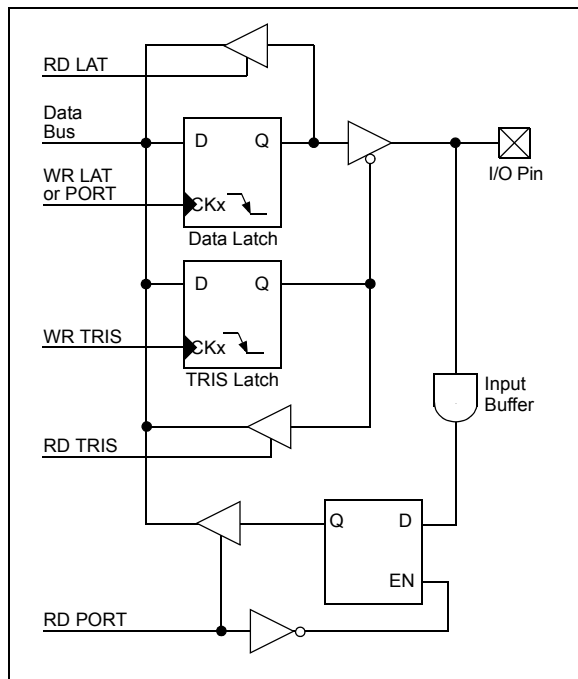 RD LAT
Data
Bus
D
Q
I/O Pin
WR LAT
or PORT
CKx
Data Latch
D
Q
WR TRIS
CKx
TRIS Latch
Input
Buffer
RD TRIS
Q
D
EN
RD PORT